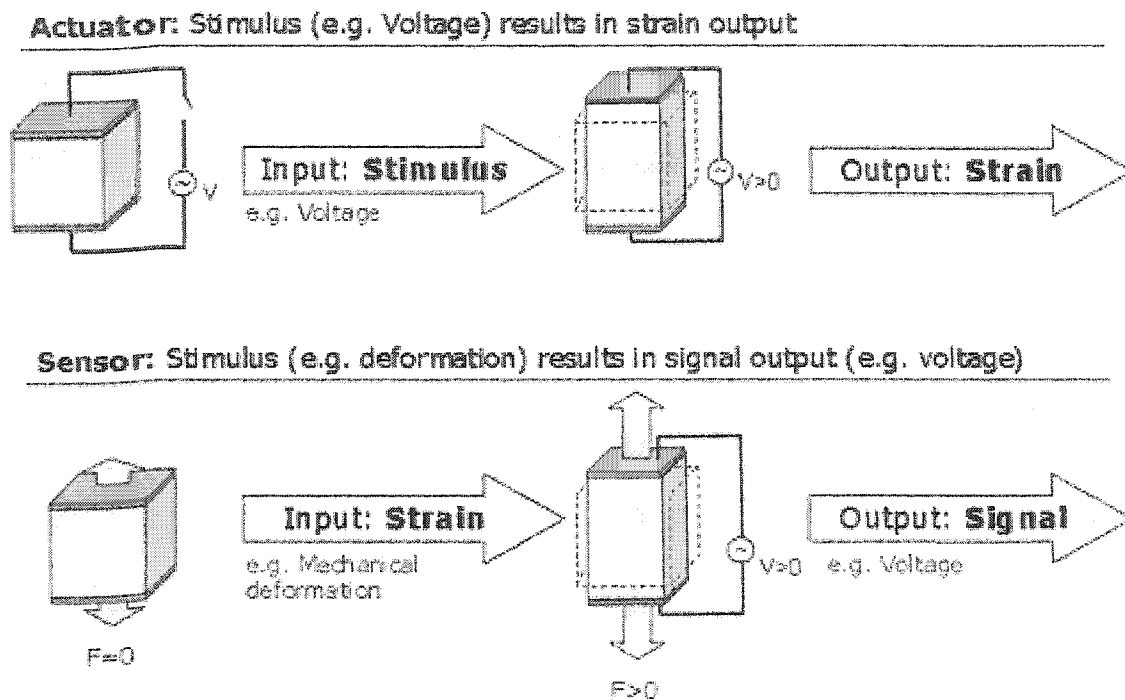 Actuator: Stimulus (e.g. Voltage) results in strain output
V
Input: Stimulus
e.g. Voltage
V>0
Output: Strain
Sensor: Stimulus (e.g. deformation) results in signal output (e.g. voltage)
Input: Strain
e.g. Mechanical
deformation
V>0
Output: Signal
e.g. Voltage
F=0
F>0